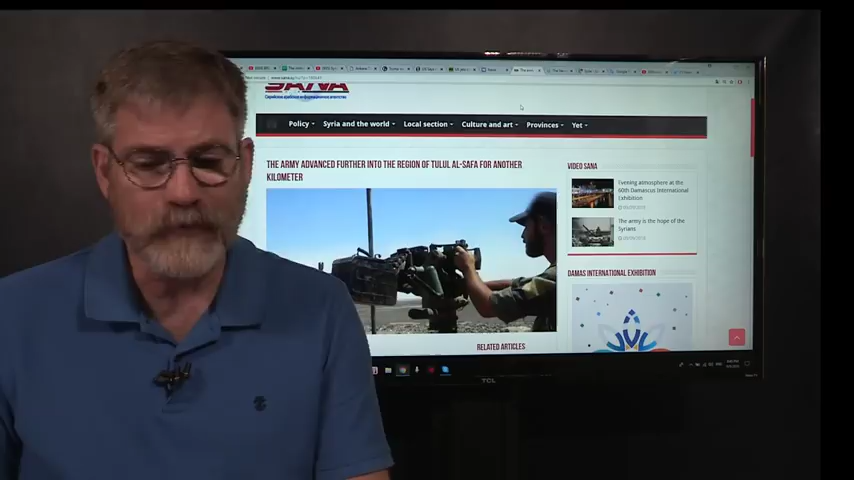 SANA
Policy Syria and the world Local section Culture and art Provinces Yet
THE ARMY ADVANCED FURTHER INTO THE REGION OF TULUL AL-SAFA FOR ANOTHER
KILOMETER
VIDEO SANA
Evening atmosphere at the
60th Damascus International
Exhibition
The army is the hope of the
Syrians
DAMAS INTERNATIONAL EXHIBITION
RELATED ARTICLES
TCL